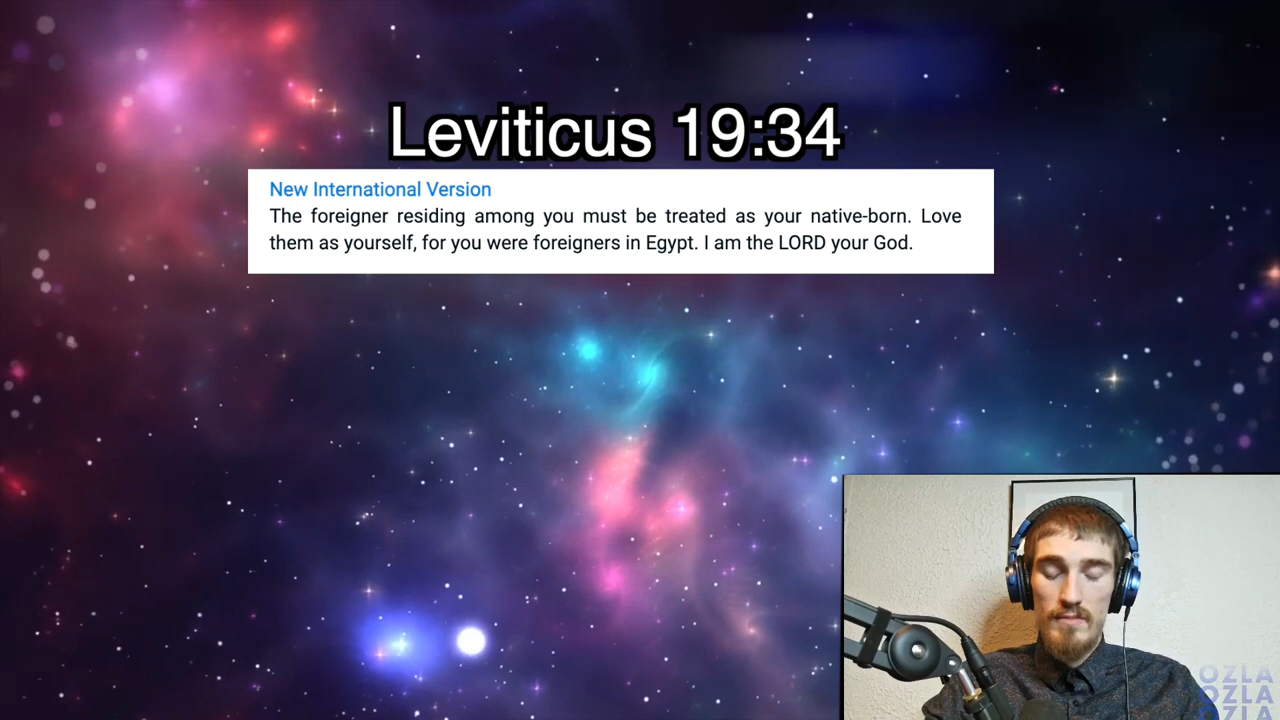 Leviticus 19:34
New International Version
The foreigner residing among you must be treated as your native-born. Love
them as yourself, for you were foreigners in Egypt. I am the LORD your God.
OZLA
OZLA
OZLA